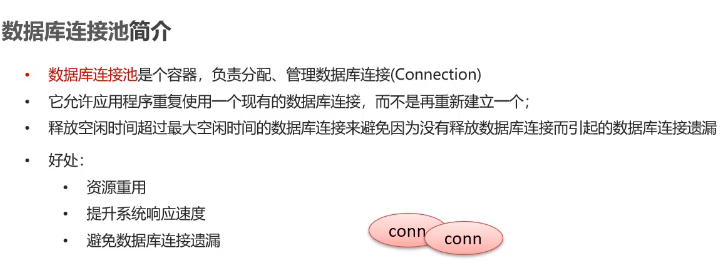 数据库连接池简介
• 数据库连接池是个容器，负责分配、管理数据库连接(Connection)
• 它允许应用程序重复使用一个现有的数据库连接，而不是再重新建立一个；
• 释放空闲时间超过最大空闲时间的数据库连接来避免因为没有释放数据库连接而引起的数据库连接遗漏
• 好处：
• 资源重用
• 提升系统响应速度
• 避免数据库连接遗漏
conn
conn